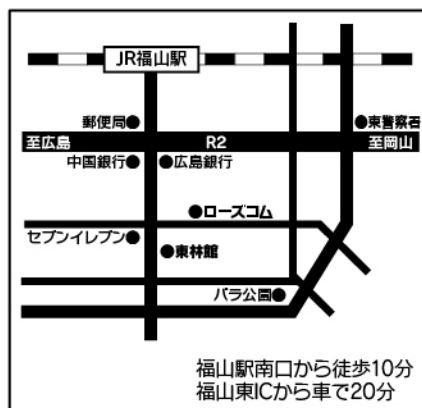 JR福山駅
郵便局
東警察署
至広島
R2
至岡山
中国銀行
広島銀行
ローズコム
セブンイレブン
東林館
バラ公園
福山駅南口から徒歩10分
福山東ICから車で20分